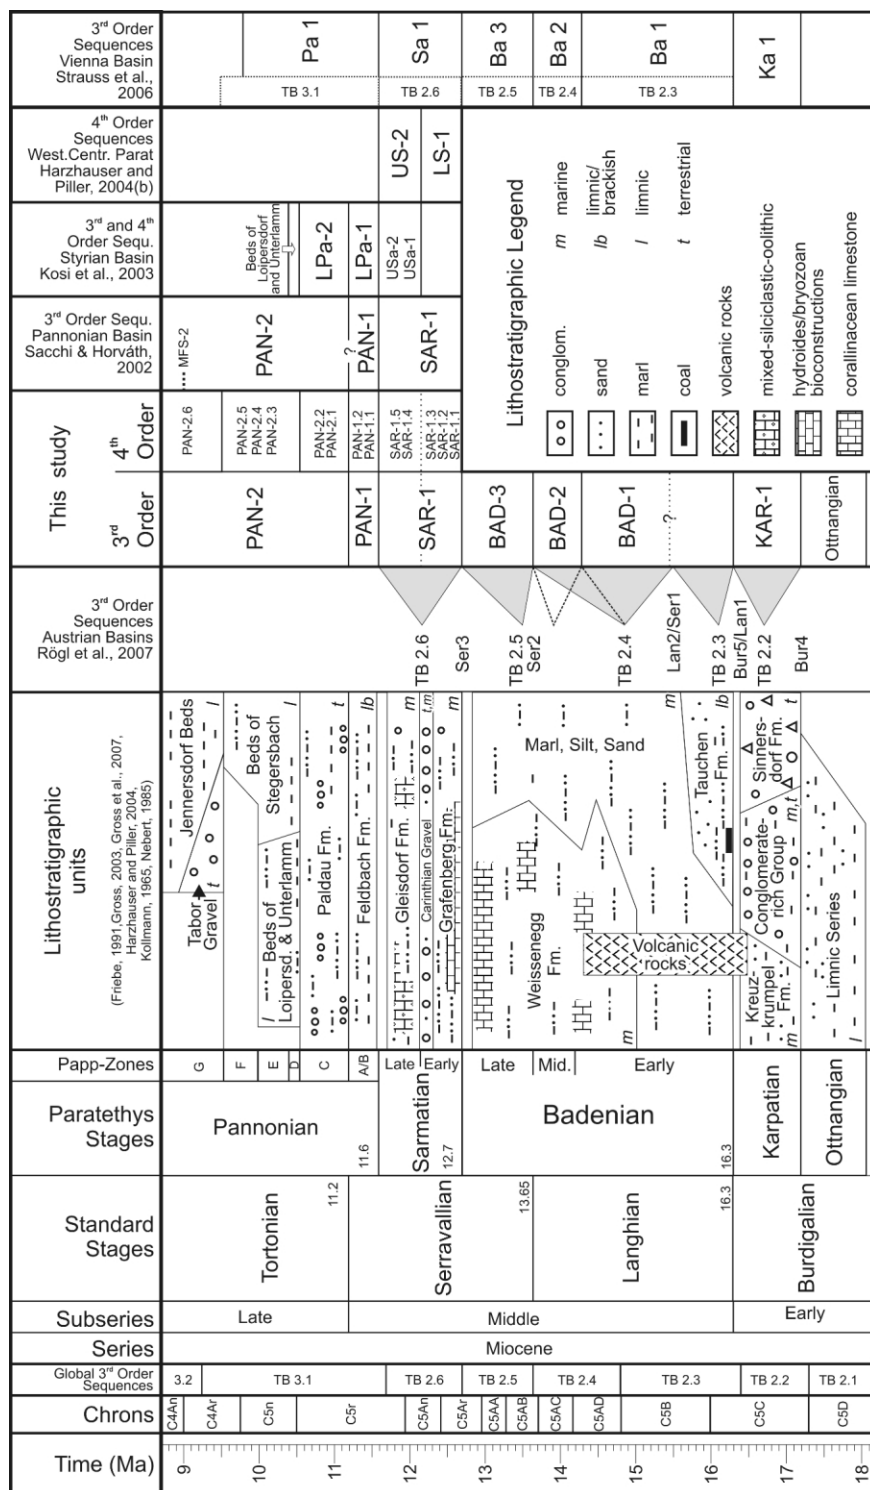 3rd Order
Sequences
Vienna Basin
Strauss et al.,
2006
Pa 1
Sa 1
Ba 3
Ba 2
Ba 1
Ka 1
TB 3.1
TB 2.6
TB 2.5
TB 2.4
TB 2.3
4th Order
Sequences
West.Centr. Parat
Harzhauser and
Piller, 2004(b)
US-2
LS-1
3rd and 4th
Order Sequ.
Styrian Basin
Kosi et al., 2003
Beds of
Loipersdorf
and Unterlamm
LPa-2
LPa-1
USa-2
USa-1
3rd Order Sequ.
Pannonian Basin
Sacchi & Horváth,
2002
MFS-2
PAN-2
?
PAN-1
SAR-1
Lithostratigraphic Legend
conglom.
sand
marl
coal
volcanic rocks
mixed-silciclastic-oolithic
hydroides/bryozoan
bioconstructions
corallinacean limestone
m marine
lb limnic/
brackish
l limnic
t terrestrial
This study
4th
Order
PAN-2.6
PAN-2.5
PAN-2.4
PAN-2.3
PAN-2.2
PAN-2.1
PAN-1.2
PAN-1.1
SAR-1.5
SAR-1.4
SAR-1.3
SAR-1.2
SAR-1.1
3rd
Order
PAN-2
PAN-1
SAR-1
BAD-3
BAD-2
BAD-1
?
KAR-1
Ottnangian
3rd Order
Sequences
Austrian Basins
Rögl et al., 2007
TB 2.6
Ser3
TB 2.5
Ser2
TB 2.4
Lan2/Ser1
TB 2.3
Bur5/Lan1
TB 2.2
Bur4
Lithostratigraphic
units
(Friebe, 1991,Gross, 2003, Gross et al., 2007,
Harzhauser and Piller, 2004,
Kollmann, 1965, Nebert, 1985)
Jennersdorf Beds
l
Tabor
Gravel
t
Beds of
Stegersbach
l
l
Beds of
Loipersd. & Unterlamm
Paldau Fm.
t
Feldbach Fm.
lb
Gleisdorf Fm.
m
Carinthian Gravel
t,m
Grafenberg Fm.
m
Marl, Silt, Sand
m
Weissenegg
Fm.
m
Volcanic
rocks
Tauchen
Fm.
lb
Sinners-
dorf Fm.
t
Conglomerate-
rich Group
m,t
Kreuz-
krumpel
Fm.
m
Limnic Series
l
Papp-Zones
G
F
E
D
C
A/B
Late
Early
Late
Mid.
Early
Paratethys
Stages
Pannonian
11.6
Sarmatian
12.7
Badenian
16.3
Karpatian
Ottnangian
Standard
Stages
Tortonian
11.2
Serravallian
13.65
Langhian
16.3
Burdigalian
Subseries
Late
Middle
Early
Series
Miocene
Global 3rd Order
Sequences
3.2
TB 3.1
TB 2.6
TB 2.5
TB 2.4
TB 2.3
TB 2.2
TB 2.1
Chrons
C4An
C4Ar
C5n
C5r
C5An
C5Ar
C5AA
C5AB
C5AC
C5AD
C5B
C5C
C5D
Time (Ma)
9
10
11
12
13
14
15
16
17
18